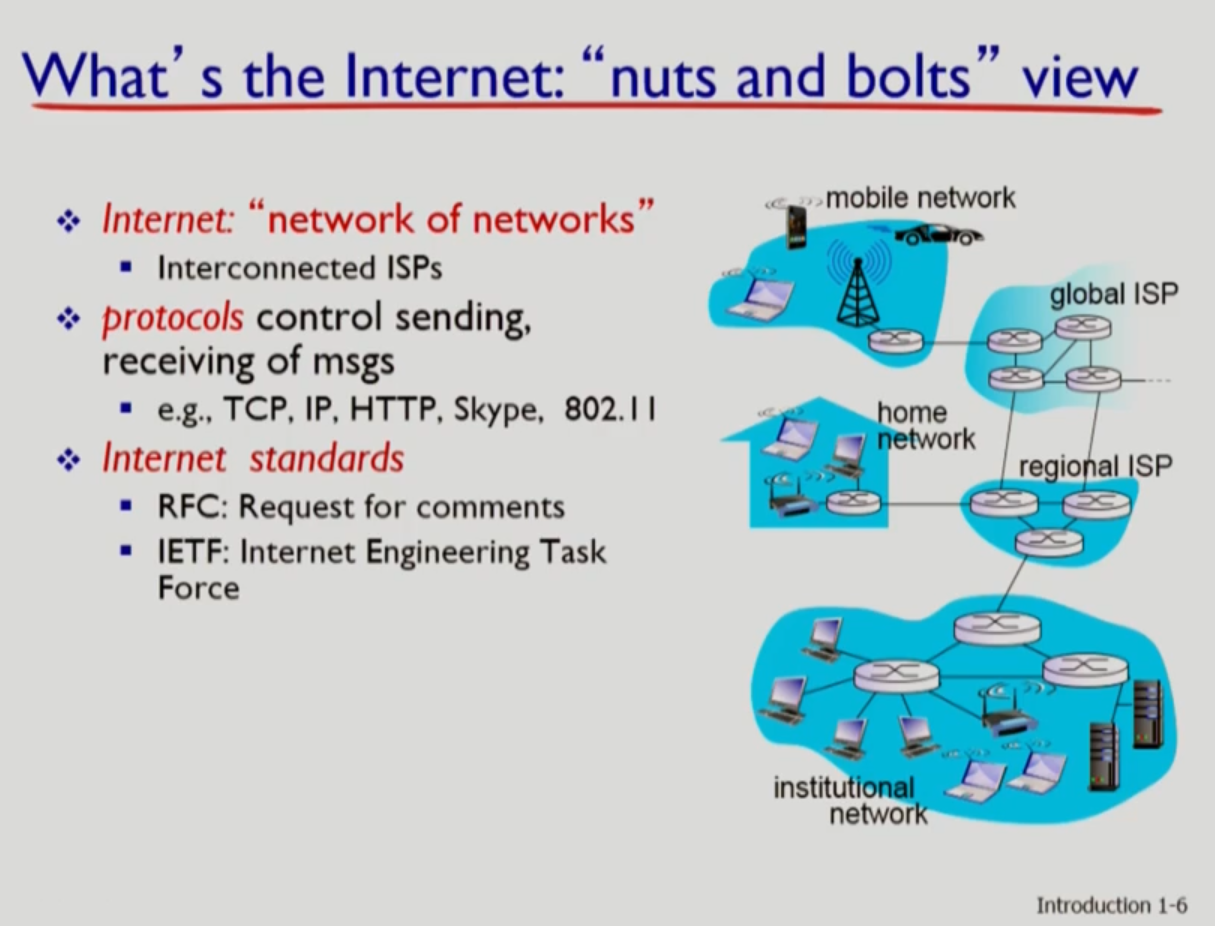 What's the Internet: “nuts and bolts” view
Internet: “network of networks”
Interconnected ISPs
protocols control sending,
receiving of msgs
e.g., TCP, IP, HTTP, Skype, 802.11
Internet standards
RFC: Request for comments
IETF: Internet Engineering Task
Force
mobile network
global ISP
home
network
regional ISP
institutional
network
Introduction 1-6